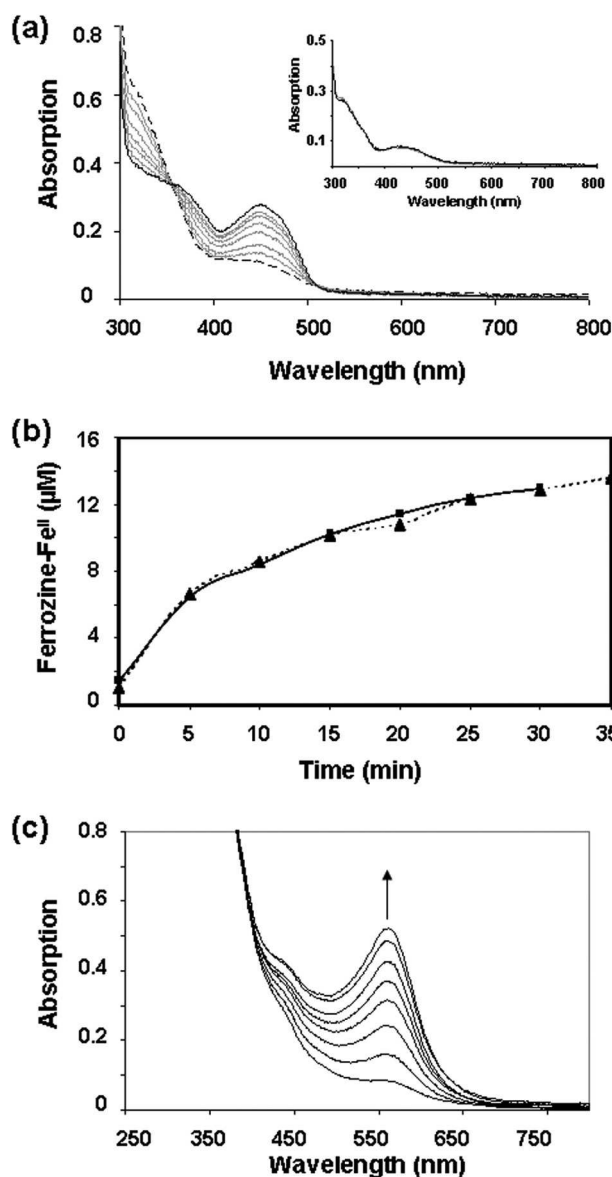 (a)
0.8
0.6
0.4
0.2
0
Absorption
300 400 500 600 700 800
Wavelength (nm)
0.5
0.3
0.1
Absorption
300 400 500 600 700 800
Wavelength (nm)
(b)
16
12
8
4
0
Ferrozine-Feᴵᴵ (µM)
0 5 10 15 20 25 30 35
Time (min)
(c)
0.8
0.6
0.4
0.2
0
Absorption
250 350 450 550 650 750
Wavelength (nm)